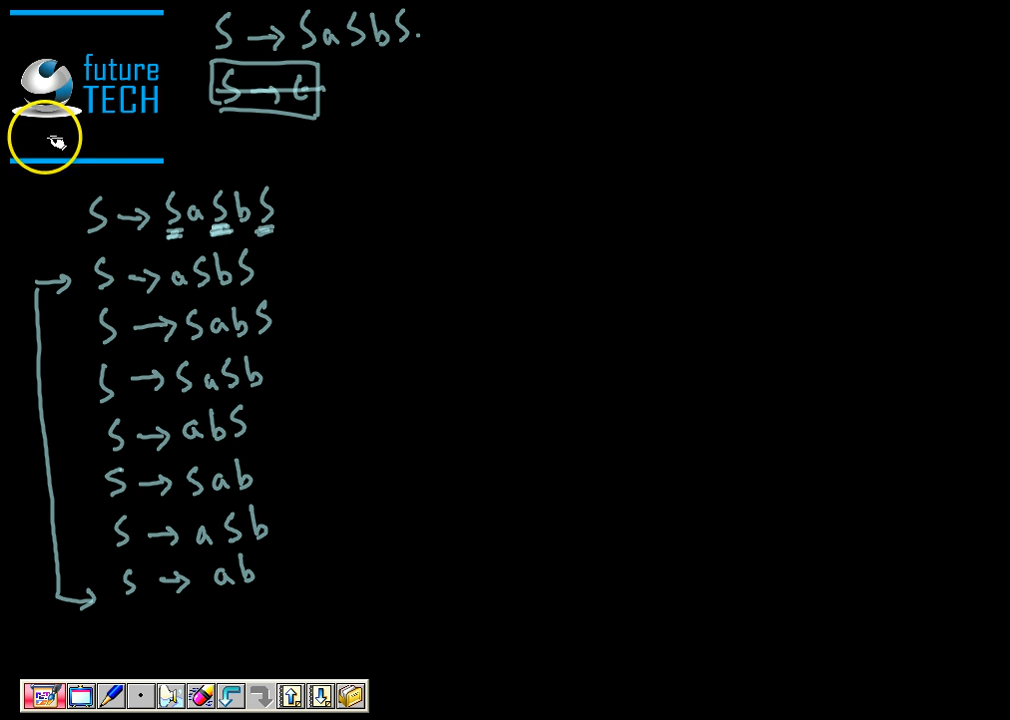 future
TECH
S → SaSbS.
S → ϵ
S → SaSbS
S → aSbS
S → SabS
S → SaSb
S → abS
S → Sab
S → aSb
S → ab